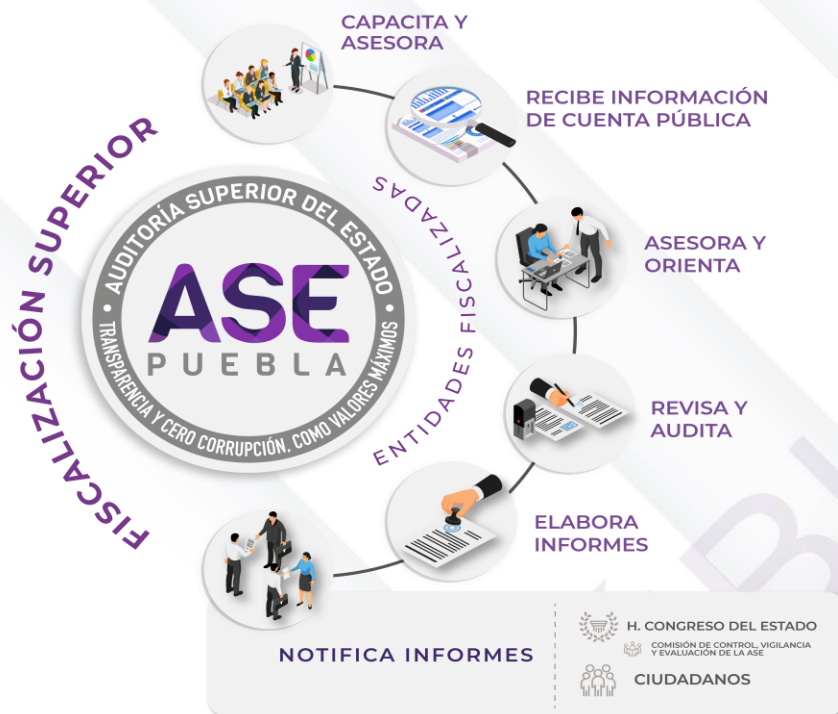 CAPACITA Y
ASESORA
RECIBE INFORMACIÓN
DE CUENTA PÚBLICA
FISCALIZACIÓN SUPERIOR
AUDITORÍA SUPERIOR DEL ESTADO
ASE
PUEBLA
TRANSPARENCIA Y CERO CORRUPCIÓN, COMO VALORES MÁXIMOS
ENTIDADES FISCALIZADAS
ASESORA Y
ORIENTA
REVISA Y
AUDITA
ELABORA
INFORMES
NOTIFICA INFORMES
H. CONGRESO DEL ESTADO
COMISIÓN DE CONTROL, VIGILANCIA
Y EVALUACIÓN DE LA ASE
CIUDADANOS